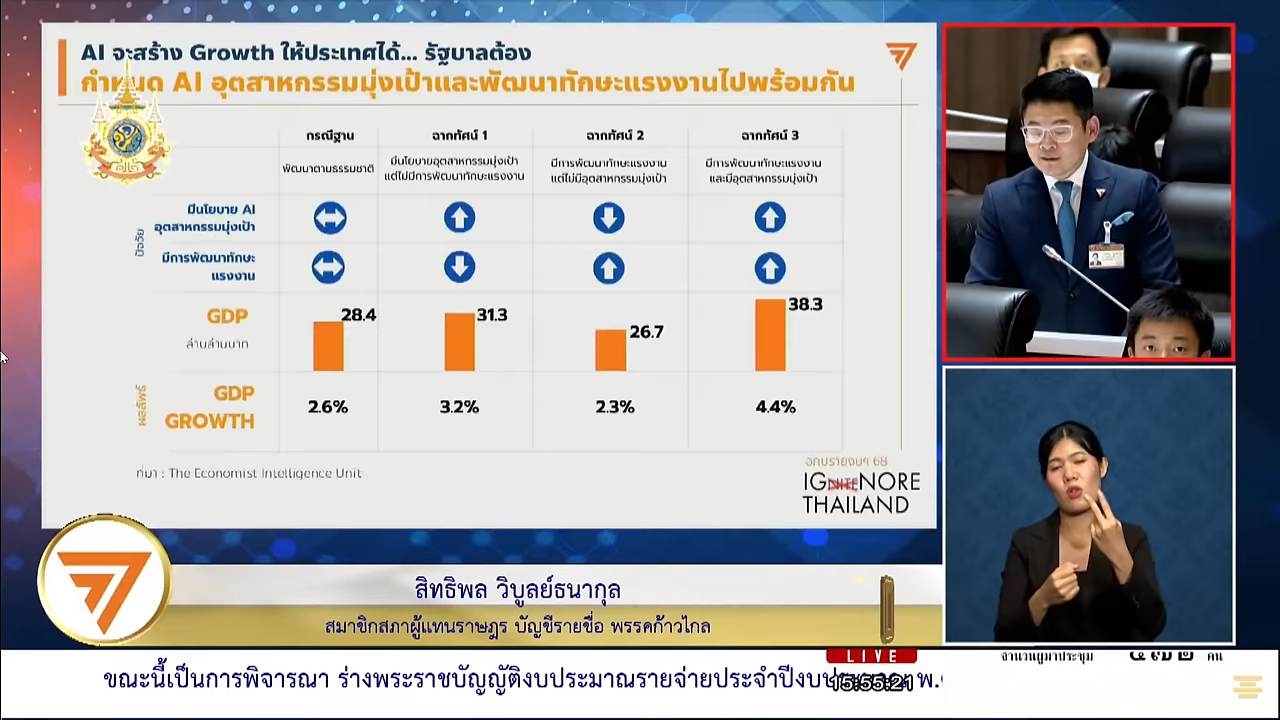 AI จะสร้าง Growth ให้ประเทศได้... รัฐบาลต้อง
กำหนด AI อุตสาหกรรมมุ่งเป้าและพัฒนาทักษะแรงงานไปพร้อมกัน
กรณีฐาน ฉากทัศน์ 1 ฉากทัศน์ 2 ฉากทัศน์ 3
พัฒนาตามธรรมชาติ
มีนโยบายอุตสาหกรรมมุ่งเป้า
แต่ไม่มีการพัฒนาทักษะแรงงาน
มีการพัฒนาทักษะแรงงาน
แต่ไม่มีอุตสาหกรรมมุ่งเป้า
มีการพัฒนาทักษะแรงงาน
และมีอุตสาหกรรมมุ่งเป้า
ปัจจัย
มีนโยบาย AI
อุตสาหกรรมมุ่งเป้า
มีการพัฒนาทักษะ
แรงงาน
ผลลัพธ์
GDP
ล้านล้านบาท
28.4 31.3 26.7 38.3
GDP
GROWTH
2.6% 3.2% 2.3% 4.4%
ที่มา : The Economist Intelligence Unit
อภิปรายงบฯ 68
IGNITENORE
THAILAND
สิทธิพล วิบูลย์ธนากุล
สมาชิกสภาผู้แทนราษฎร บัญชีรายชื่อ พรรคก้าวไกล
LIVE
15:55:21
จำนวนผู้มาประชุม ๔๗๒ คน
ขณะนี้เป็นการพิจารณา ร่างพระราชบัญญัติงบประมาณรายจ่ายประจำปีงบประมาณ พ.